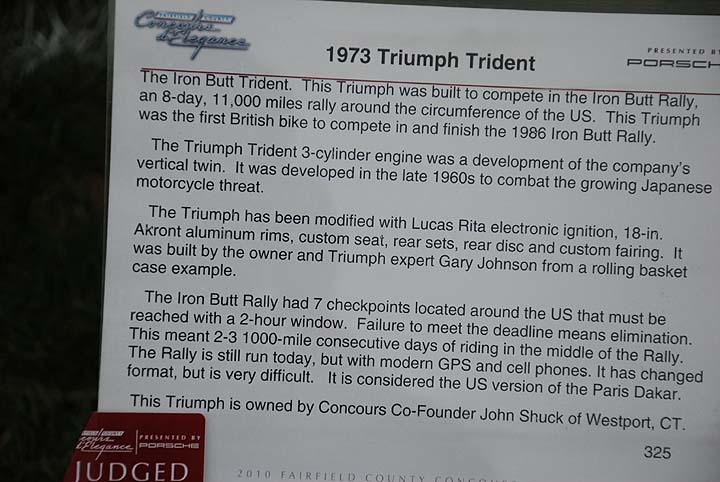 FAIRFIELD COUNTY
Concours
d'Elegance
1973 Triumph Trident
PRESENTED B
PORSCH
The Iron Butt Trident. This Triumph was built to compete in the Iron Butt Rally,
an 8-day, 11,000 miles rally around the circumference of the US. This Triumph
was the first British bike to compete in and finish the 1986 Iron Butt Rally.
The Triumph Trident 3-cylinder engine was a development of the company's
vertical twin. It was developed in the late 1960s to combat the growing Japanese
motorcycle threat.
The Triumph has been modified with Lucas Rita electronic ignition, 18-in.
Akront aluminum rims, custom seat, rear sets, rear disc and custom fairing. It
was built by the owner and Triumph expert Gary Johnson from a rolling basket
case example.
The Iron Butt Rally had 7 checkpoints located around the US that must be
reached with a 2-hour window. Failure to meet the deadline means elimination.
This meant 2-3 1000-mile consecutive days of riding in the middle of the Rally.
The Rally is still run today, but with modern GPS and cell phones. It has changed
format, but is very difficult. It is considered the US version of the Paris Dakar.
This Triumph is owned by Concours Co-Founder John Shuck of Westport, CT.
325
FAIRFIELD COUNTY
ncours
d'Elegance
PRESENTED BY
PORSCHE
JUDGED
2010 FAIRFIELD COUNTY CONCOU